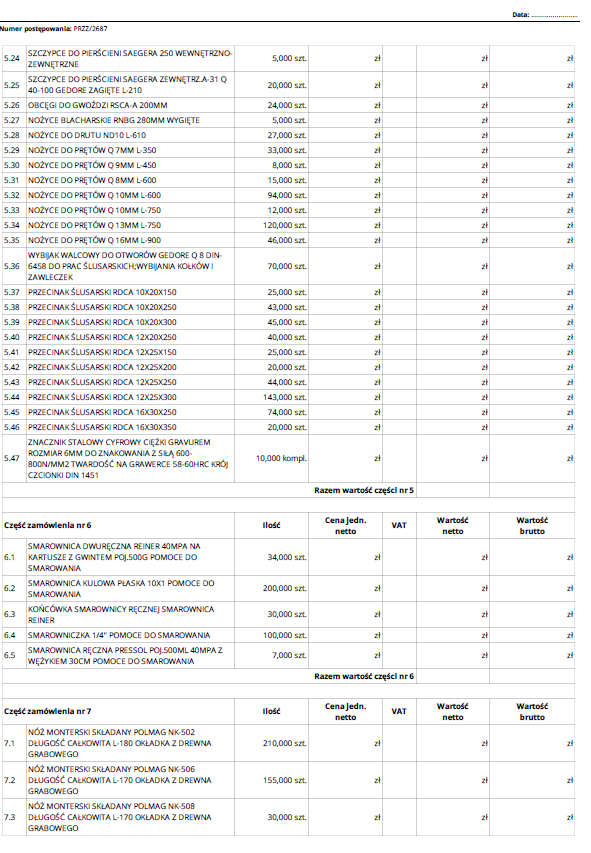 Data: ........................
Numer postępowania: PRZZ/2687
5.24 SZCZYPCE DO PIERŚCIENI SAEGERA 250 WEWNĘTRZNO- 5,000 szt. zł zł zł
ZEWNĘTRZNE
5.25 SZCZYPCE DO PIERŚCIENI SAEGERA ZEWNĘTRZ.A-31 Q 20,000 szt. zł zł zł
40-100 GEDORE ZAGIĘTE L-210
5.26 OBCĘGI DO GWOŹDZI RSCA-A 200MM 24,000 szt. zł zł zł
5.27 NOŻYCE BLACHARSKIE RNBG 280MM WYGIĘTE 5,000 szt. zł zł zł
5.28 NOŻYCE DO DRUTU ND10 L-610 27,000 szt. zł zł zł
5.29 NOŻYCE DO PRĘTÓW Q 7MM L-350 33,000 szt. zł zł zł
5.30 NOŻYCE DO PRĘTÓW Q 9MM L-450 8,000 szt. zł zł zł
5.31 NOŻYCE DO PRĘTÓW Q 8MM L-600 15,000 szt. zł zł zł
5.32 NOŻYCE DO PRĘTÓW Q 10MM L-600 94,000 szt. zł zł zł
5.33 NOŻYCE DO PRĘTÓW Q 10MM L-750 12,000 szt. zł zł zł
5.34 NOŻYCE DO PRĘTÓW Q 13MM L-750 120,000 szt. zł zł zł
5.35 NOŻYCE DO PRĘTÓW Q 16MM L-900 46,000 szt. zł zł zł
5.36 WYBIJAK WALCOWY DO OTWORÓW GEDORE Q 8 DIN- 70,000 szt. zł zł zł
6458 DO PRAC ŚLUSARSKICH;WYBIJANIA KOŁKÓW I
ZAWLECZEK
5.37 PRZECINAK ŚLUSARSKI RDCA 10X20X150 25,000 szt. zł zł zł
5.38 PRZECINAK ŚLUSARSKI RDCA 10X20X250 43,000 szt. zł zł zł
5.39 PRZECINAK ŚLUSARSKI RDCA 10X20X300 45,000 szt. zł zł zł
5.40 PRZECINAK ŚLUSARSKI RDCA 12X20X250 40,000 szt. zł zł zł
5.41 PRZECINAK ŚLUSARSKI RDCA 12X25X150 25,000 szt. zł zł zł
5.42 PRZECINAK ŚLUSARSKI RDCA 12X25X200 20,000 szt. zł zł zł
5.43 PRZECINAK ŚLUSARSKI RDCA 12X25X250 44,000 szt. zł zł zł
5.44 PRZECINAK ŚLUSARSKI RDCA 12X25X300 143,000 szt. zł zł zł
5.45 PRZECINAK ŚLUSARSKI RDCA 16X30X250 74,000 szt. zł zł zł
5.46 PRZECINAK ŚLUSARSKI RDCA 16X30X350 20,000 szt. zł zł zł
5.47 ZNACZNIK STALOWY CYFROWY CIĘŻKI GRAVUREM 10,000 kompl. zł zł zł
ROZMIAR 6MM DO ZNAKOWANIA Z SIŁĄ 600-
800N/MM2 TWARDOŚĆ NA GRAWERCE 58-60HRC KRÓJ
CZCIONKI DIN 1451
Razem wartość części nr 5
Część zamówienia nr 6 Ilość Cena jedn. netto VAT Wartość netto Wartość brutto
6.1 SMAROWNICA DWURĘCZNA REINER 40MPA NA 34,000 szt. zł zł zł
KARTUSZE Z GWINTEM POJ.500G POMOCE DO
SMAROWANIA
6.2 SMAROWNICA KULOWA PŁASKA 10X1 POMOCE DO 200,000 szt. zł zł zł
SMAROWANIA
6.3 KOŃCÓWKA SMAROWNICY RĘCZNEJ SMAROWNICA 30,000 szt. zł zł zł
REINER
6.4 SMAROWNICZKA 1/4" POMOCE DO SMAROWANIA 100,000 szt. zł zł zł
6.5 SMAROWNICA RĘCZNA PRESSOL POJ.500ML 40MPA Z 7,000 szt. zł zł zł
WĘŻYKIEM 30CM POMOCE DO SMAROWANIA
Razem wartość części nr 6
Część zamówienia nr 7 Ilość Cena jedn. netto VAT Wartość netto Wartość brutto
7.1 NÓŻ MONTERSKI SKŁADANY POLMAG NK-502 210,000 szt. zł zł zł
DŁUGOŚĆ CAŁKOWITA L-180 OKŁADKA Z DREWNA
GRABOWEGO
7.2 NÓŻ MONTERSKI SKŁADANY POLMAG NK-506 155,000 szt. zł zł zł
DŁUGOŚĆ CAŁKOWITA L-170 OKŁADKA Z DREWNA
GRABOWEGO
7.3 NÓŻ MONTERSKI SKŁADANY POLMAG NK-508 30,000 szt. zł zł zł
DŁUGOŚĆ CAŁKOWITA L-170 OKŁADKA Z DREWNA
GRABOWEGO